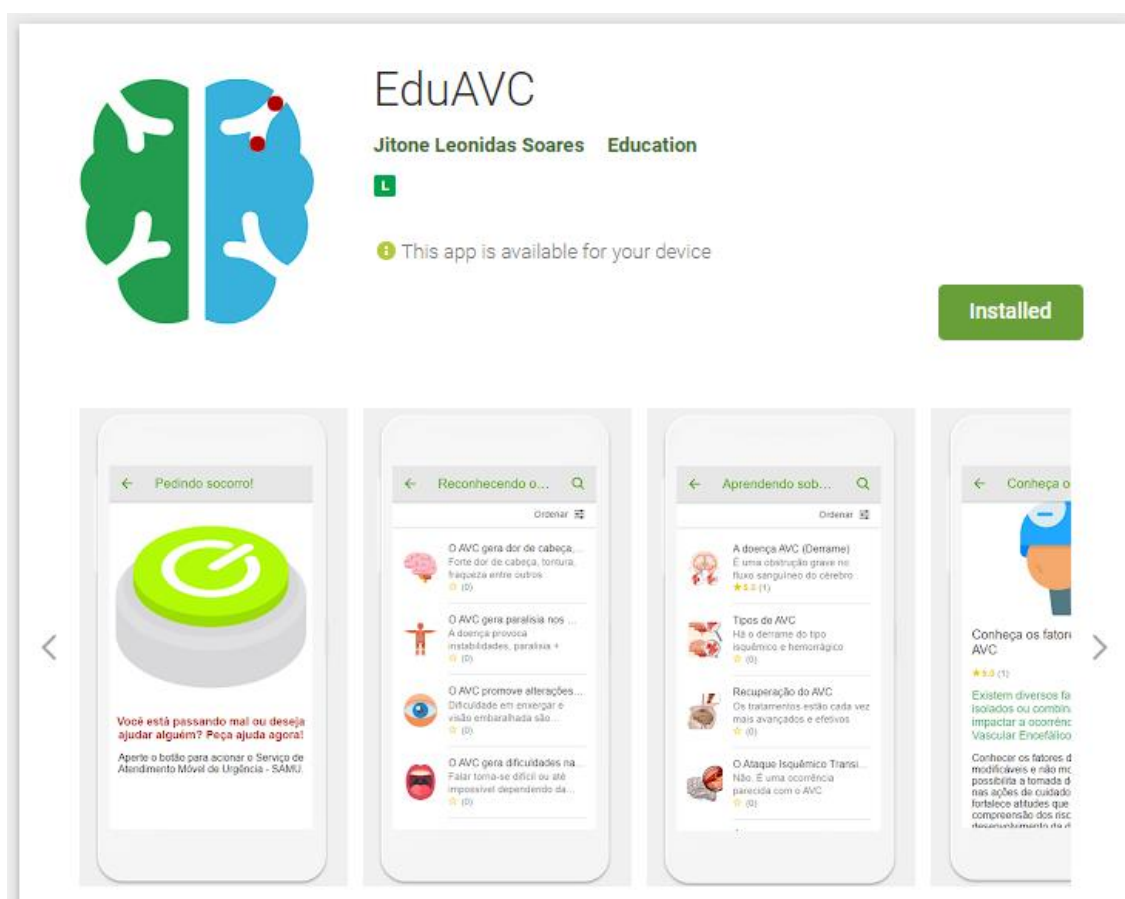 EduAVC
Jitone Leonidas Soares Education
L
This app is available for your device
Installed
Pedindo socorro!
Você está passando mal ou deseja
ajudar alguém? Peça ajuda agora!
Aperte o botão para acionar o Serviço de
Atendimento Móvel de Urgência - SAMU.
Reconhecendo o...
Ordenar
O AVC gera dor de cabeça,...
Forte dor de cabeça, tontura,
fraqueza entre outros
(0)
O AVC gera paralisia nos ...
A doença provoca
instabilidades, paralisia +
(0)
O AVC promove alterações...
Dificuldade em enxergar e
visão embaralhada são ...
(0)
O AVC gera dificuldades na...
Falar torna-se difícil ou até
impossível dependendo da...
(0)
Aprendendo sob...
Ordenar
A doença AVC (Derrame)
É uma obstrução grave no
fluxo sanguíneo do cérebro
5.0 (1)
Tipos de AVC
Há o derrame do tipo
isquêmico e hemorrágico
(0)
Recuperação do AVC
Os tratamentos estão cada vez
mais avançados e efetivos
(0)
O Ataque Isquêmico Transi...
Não. É uma ocorrência
parecida com o AVC
(0)
Conheça o
Conheça os fatore
AVC
5.0 (1)
Existem diversos fa
isolados ou combin
impactar a ocorrênc
Vascular Encefálico
Conhecer os fatores d
modificáveis e não mo
possibilita a tomada d
nas ações de cuidado
fortalece atitudes que
compreensão dos risc
desenvolvimento da d